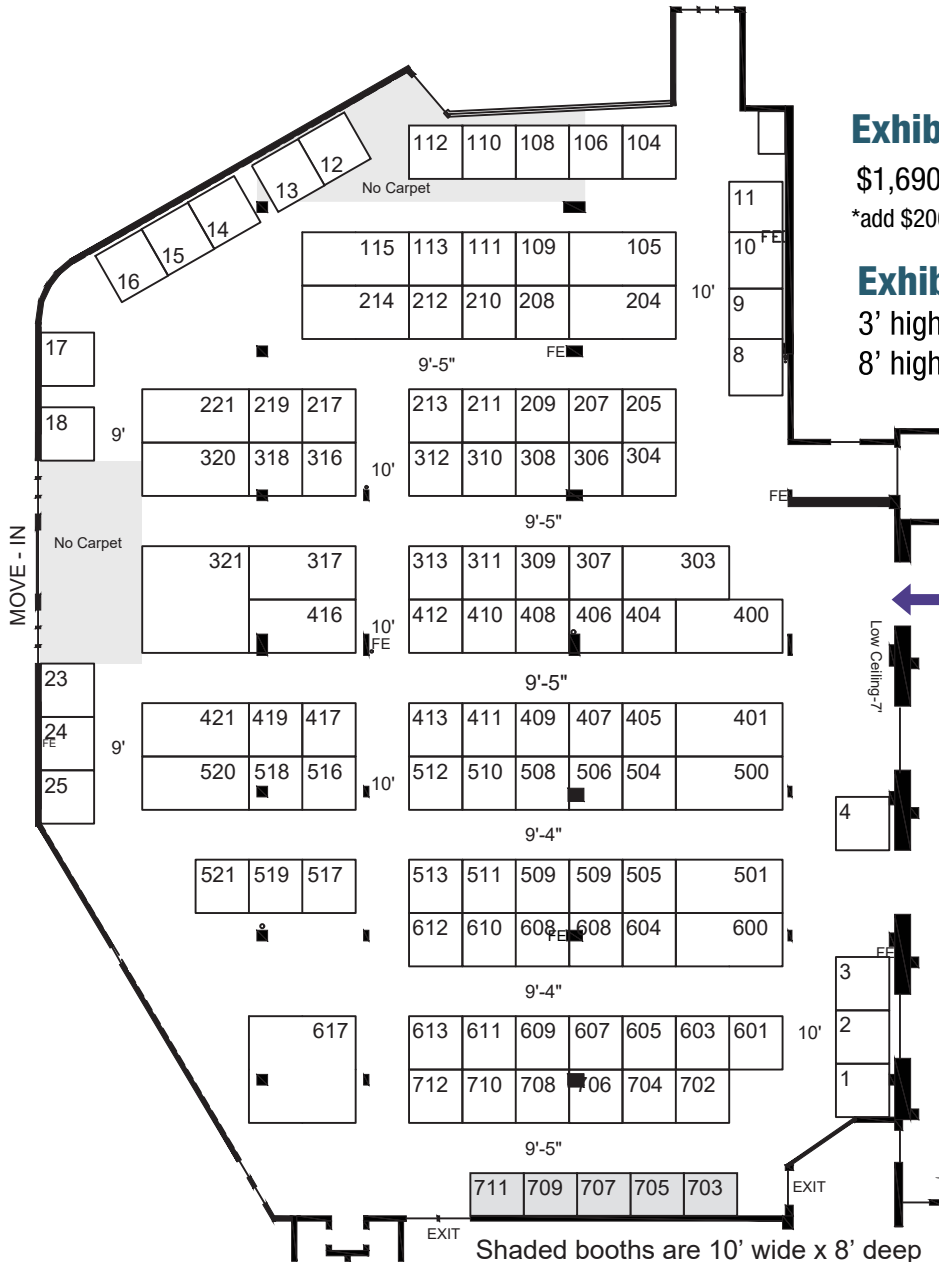 Exhib
$1,690
*add $200
Exhib
3’ high
8’ high
112 110 108 106 104
No Carpet
12
13
14
15
16
11
10
FE
9
8
115 113 111 109 105
214 212 210 208 204
10'
FE
9'-5"
17
18
9'
221 219 217
320 318 316
10'
213 211 209 207 205
312 310 308 306 304
FE
9'-5"
MOVE - IN
No Carpet
321 317
416
10'
FE
313 311 309 307 303
412 410 408 406 404 400
Low Ceiling-7'
9'-5"
23
24
FE
25
9'
421 419 417
520 518 516
10'
413 411 409 407 405 401
512 510 508 506 504 500
4
9'-4"
521 519 517
513 511 509 509 505 501
612 610 608 608 604 600
FE
FE
9'-4"
3
2
1
10'
617
613 611 609 607 605 603 601
712 710 708 706 704 702
9'-5"
711 709 707 705 703
EXIT
EXIT
Shaded booths are 10’ wide x 8’ deep